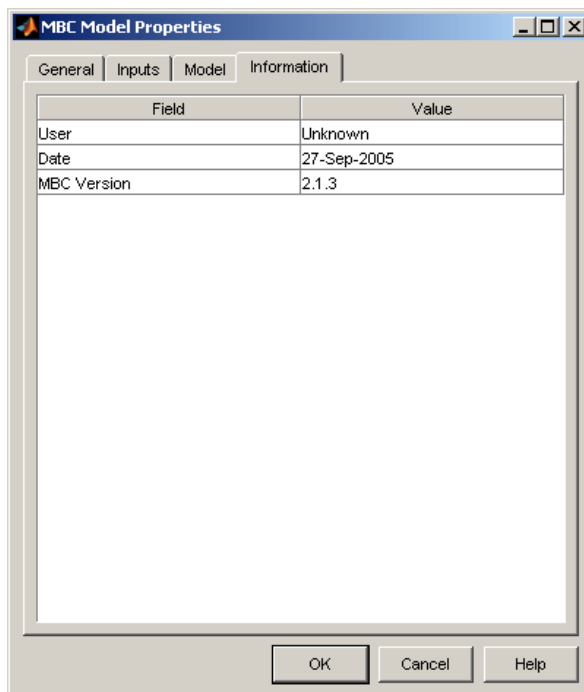 MBC Model Properties
General Inputs Model Information
Field Value
User Unknown
Date 27-Sep-2005
MBC Version 2.1.3
OK Cancel Help